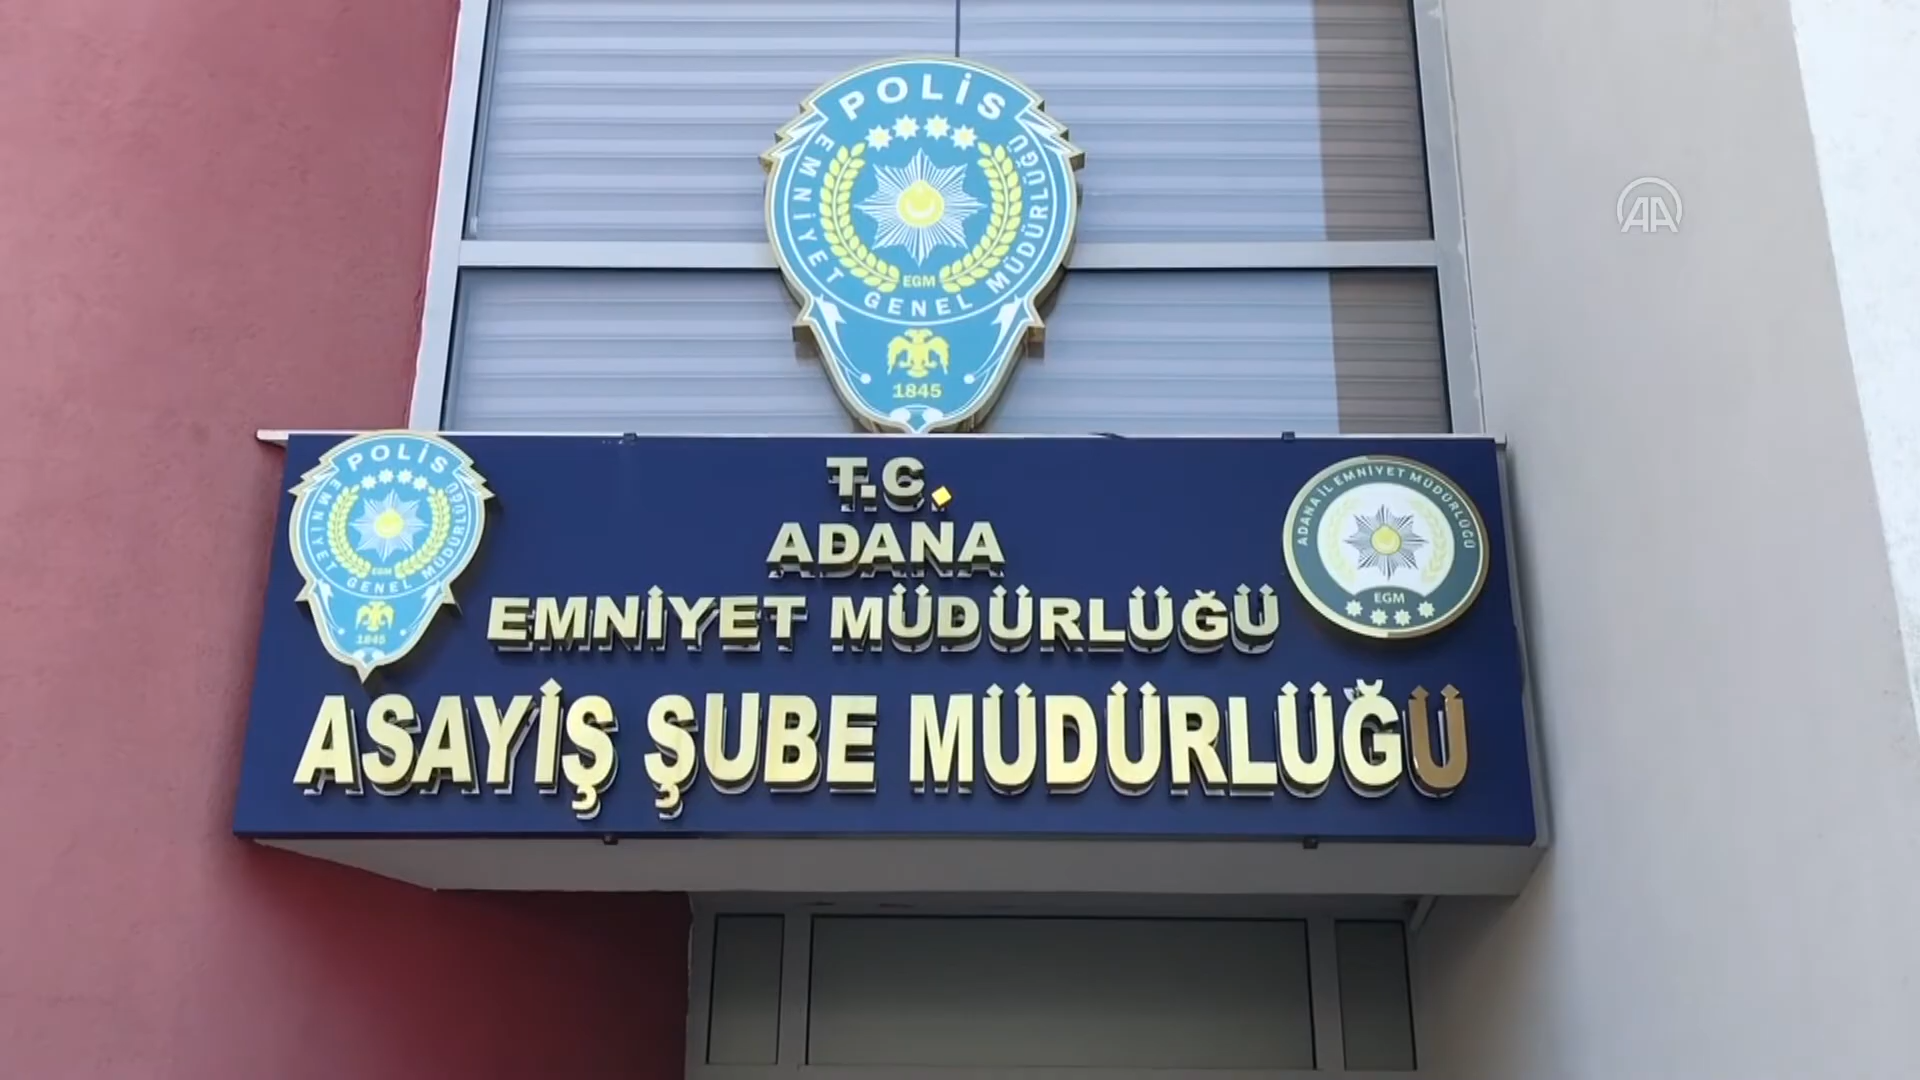 POLİS
EMNİYET GENEL MÜDÜRLÜĞÜ
EGM
1845
AA
POLİS
EMNİYET GENEL MÜDÜRLÜĞÜ
EGM
1845
T.C.
ADANA
EMNİYET MÜDÜRLÜĞÜ
ASAYİŞ ŞUBE MÜDÜRLÜĞÜ
ADANA İL EMNİYET MÜDÜRLÜĞÜ
EGM